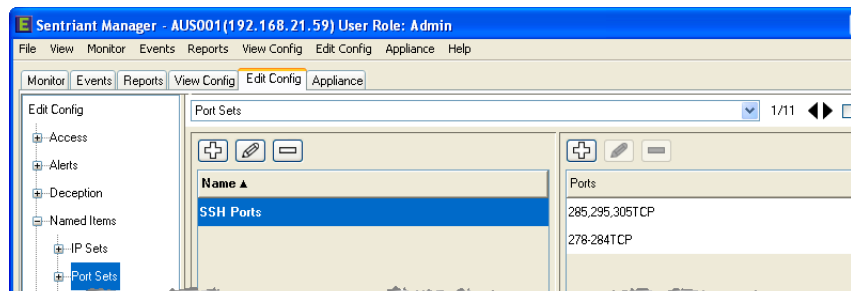 Sentriant Manager - AUS001(192.168.21.59) User Role: Admin
File View Monitor Events Reports View Config Edit Config Appliance Help
Monitor Events Reports View Config Edit Config Appliance
Edit Config
Port Sets 1/11
Access
Alerts
Deception
Named Items
IP Sets
Port Sets
Name
SSH Ports
Ports
285,295,305TCP
278-284TCP